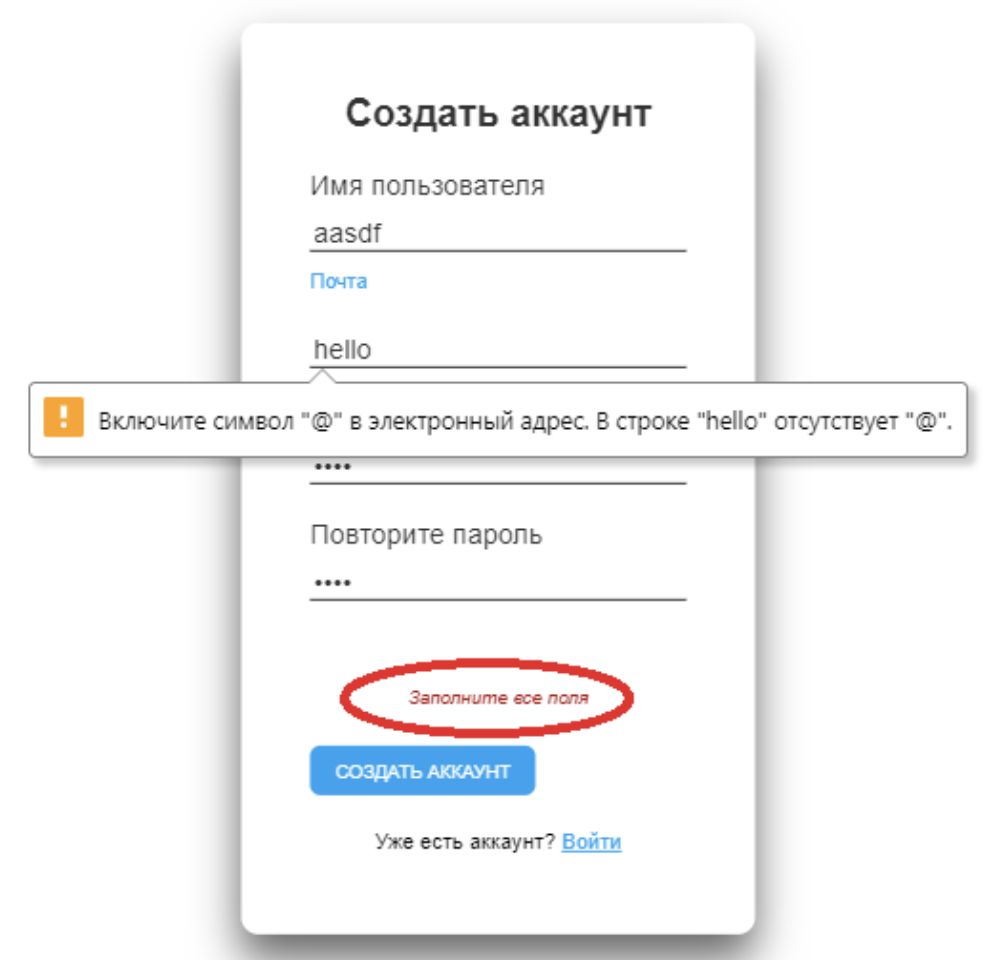 Создать аккаунт
Имя пользователя
aasdf
Почта
hello
Включите символ "@" в электронный адрес. В строке "hello" отсутствует "@".
••••
Повторите пароль
••••
Заполните все поля
СОЗДАТЬ АККАУНТ
Уже есть аккаунт? Войти